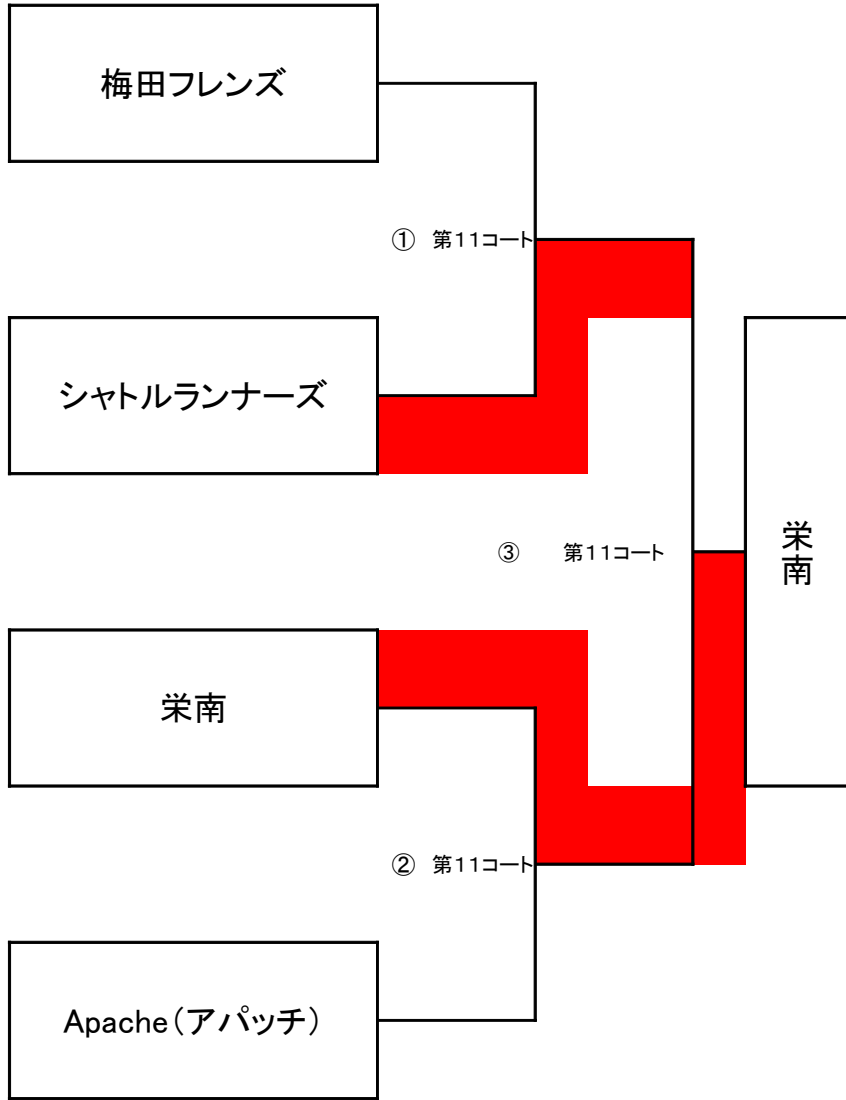 梅田フレンズ
① 第11コート
シャトルランナーズ
③ 第11コート
栄南
栄南
② 第11コート
Apache(アパッチ)